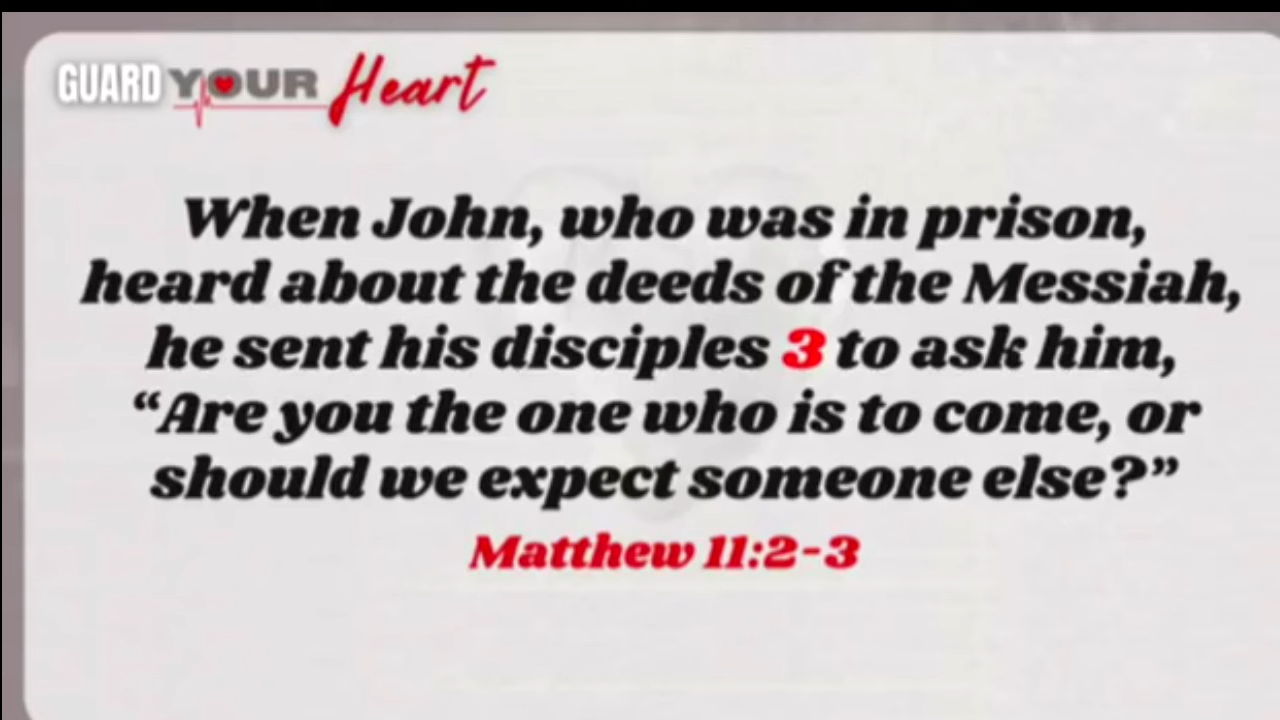 GUARD YOUR Heart
When John, who was in prison,
heard about the deeds of the Messiah,
he sent his disciples 3 to ask him,
“Are you the one who is to come, or
should we expect someone else?”
Matthew 11:2-3